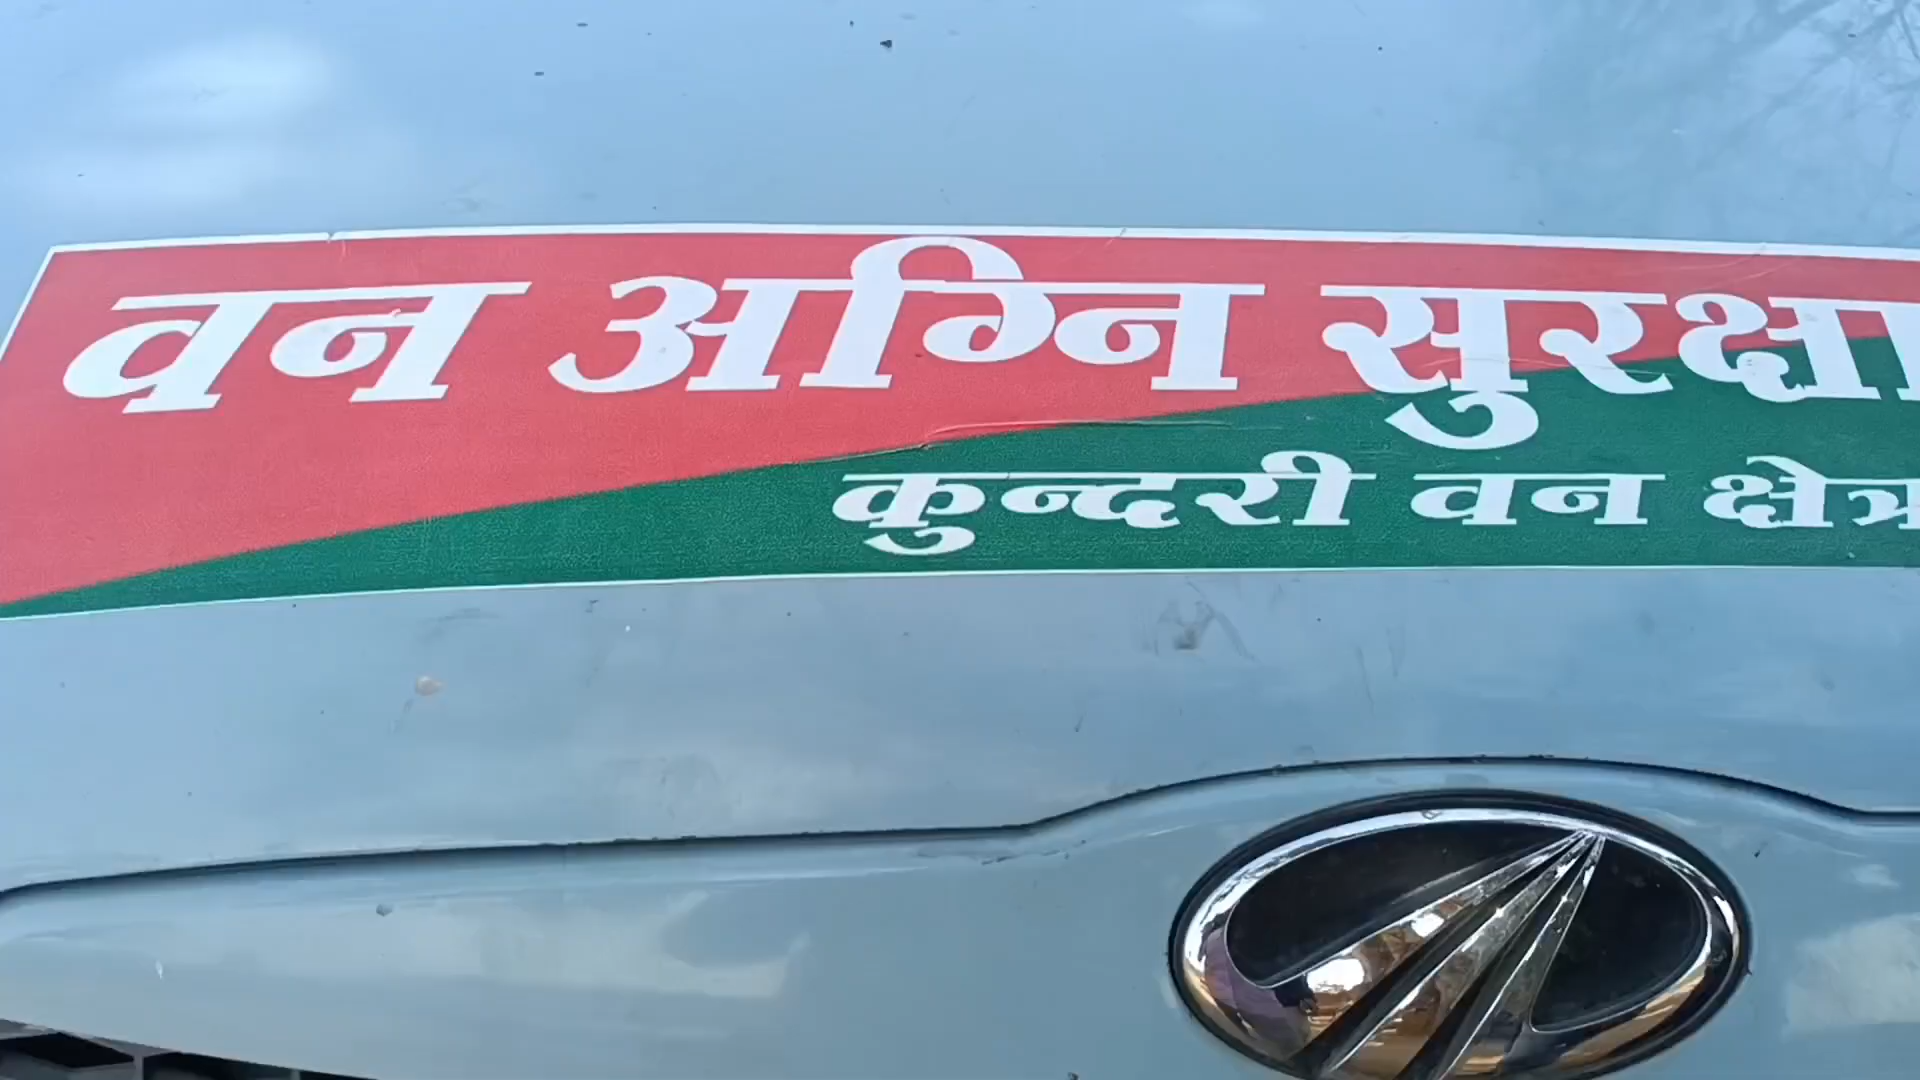 वन अग्नि सुरक्षा
कुन्दरी वन क्षेत्र